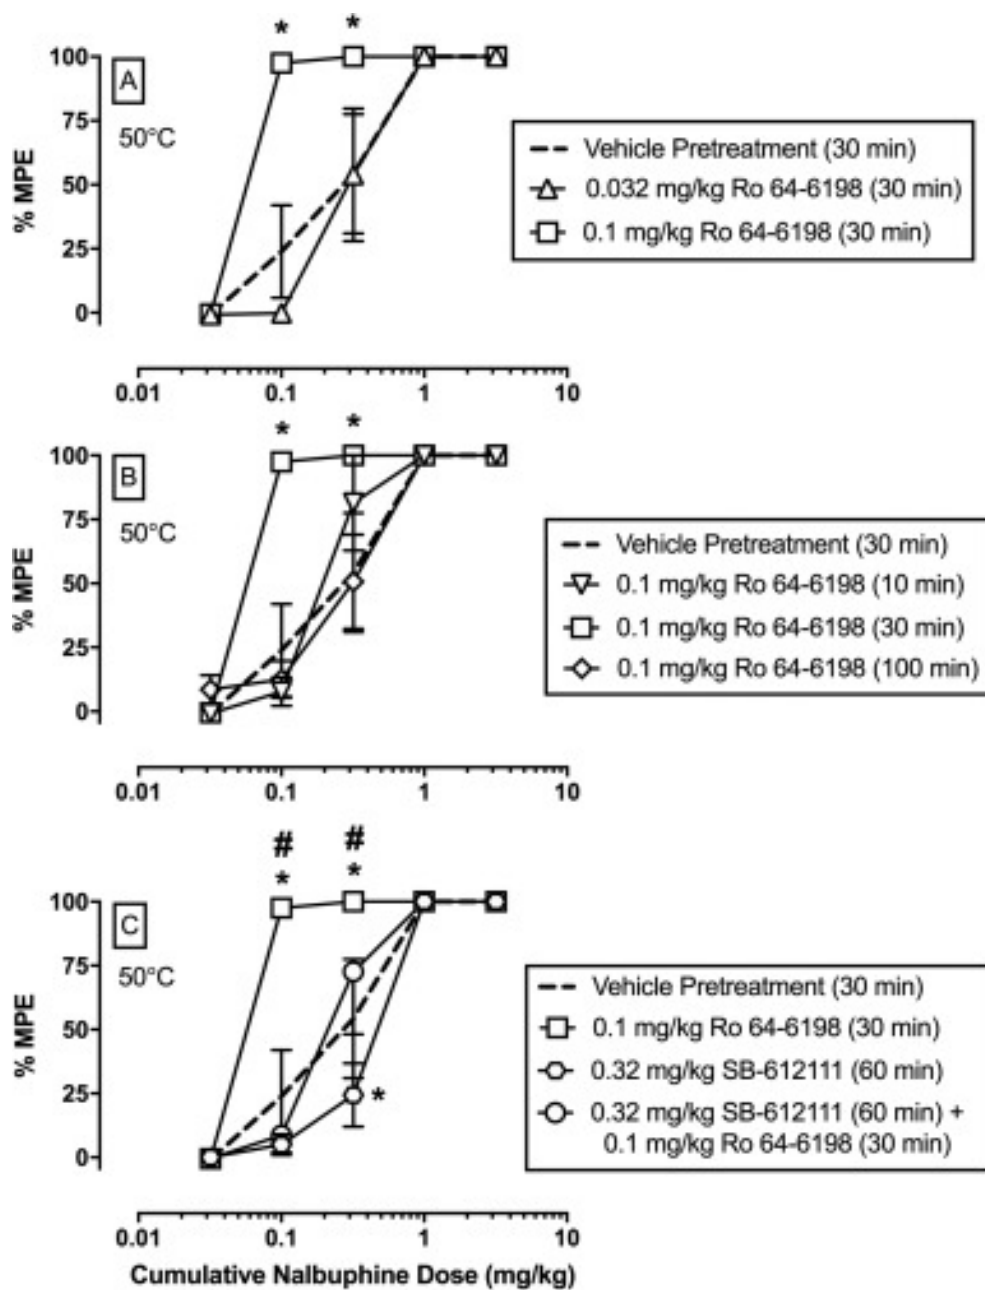 * *
100
A
50°C
75
50
25
0
% MPE
Vehicle Pretreatment (30 min)
0.032 mg/kg Ro 64-6198 (30 min)
0.1 mg/kg Ro 64-6198 (30 min)
0.01 0.1 1 10
* *
100
B
50°C
75
50
25
0
% MPE
Vehicle Pretreatment (30 min)
0.1 mg/kg Ro 64-6198 (10 min)
0.1 mg/kg Ro 64-6198 (30 min)
0.1 mg/kg Ro 64-6198 (100 min)
0.01 0.1 1 10
# #
* *
100
C
50°C
75
50
25
0
% MPE
*
Vehicle Pretreatment (30 min)
0.1 mg/kg Ro 64-6198 (30 min)
0.32 mg/kg SB-612111 (60 min)
0.32 mg/kg SB-612111 (60 min) +
0.1 mg/kg Ro 64-6198 (30 min)
0.01 0.1 1 10
Cumulative Nalbuphine Dose (mg/kg)